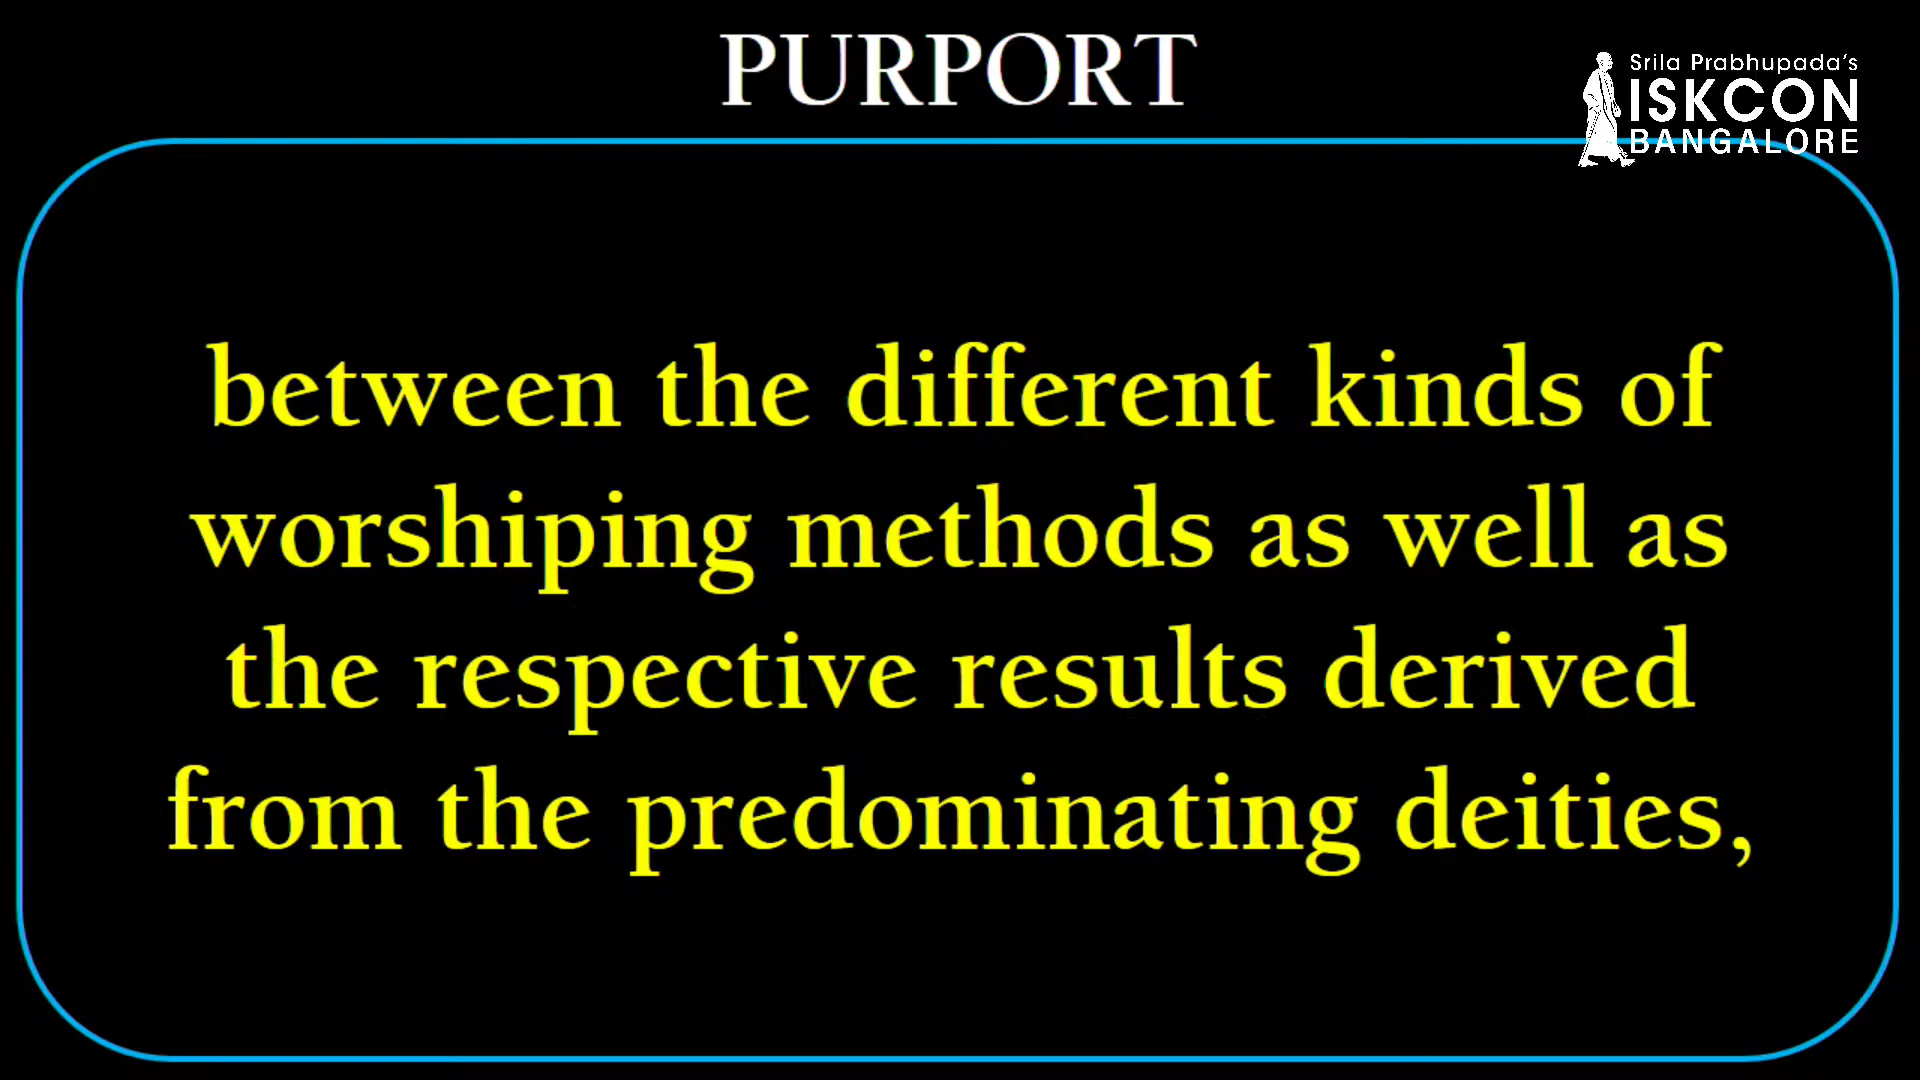 PURPORT
Srila Prabhupada's
ISKCON
BANGALORE
between the different kinds of
worshiping methods as well as
the respective results derived
from the predominating deities,